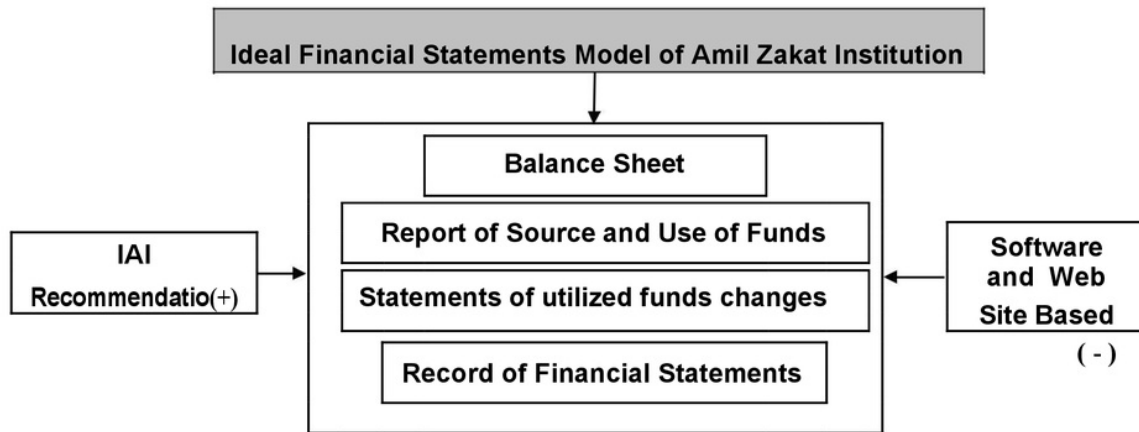 Ideal Financial Statements Model of Amil Zakat Institution
Balance Sheet
Report of Source and Use of Funds
Statements of utilized funds changes
Record of Financial Statements
IAI
Recommendatio(+)
Software
and Web
Site Based
( - )